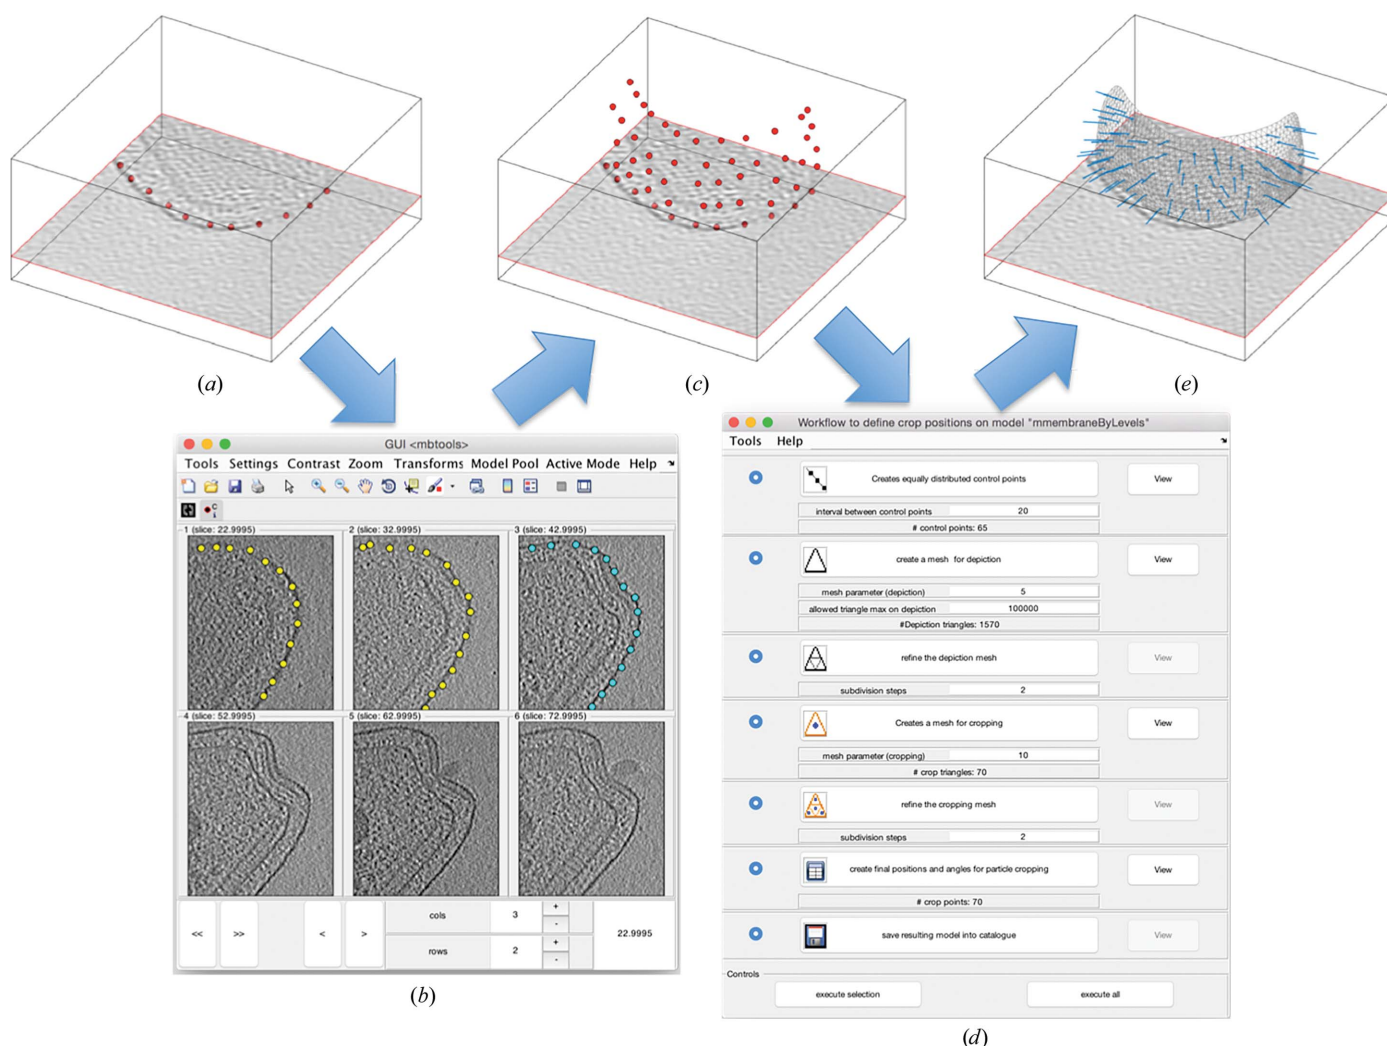 (a)
(c)
(e)
GUI <mbtools>
Tools Settings Contrast Zoom Transforms Model Pool Active Mode Help
C
1 (slice: 22.9995)
2 (slice: 32.9995)
3 (slice: 42.9995)
4 (slice: 52.9995)
5 (slice: 62.9995)
6 (slice: 72.9995)
<< >> < > cols 3 + - 22.9995
rows 2 + -
(b)
Workflow to define crop positions on model "mmembraneByLevels"
Tools Help
Creates equally distributed control points View
interval between control points 20
# control points: 65
create a mesh for depiction View
mesh parameter (depiction) 5
allowed triangle max on depiction 100000
#Depiction triangles: 1570
refine the depiction mesh View
subdivision steps 2
Creates a mesh for cropping View
mesh parameter (cropping) 10
# crop triangles: 70
refine the cropping mesh View
subdivision steps 2
create final positions and angles for particle cropping View
# crop points: 70
save resulting model into catalogue View
Controls
execute selection execute all
(d)